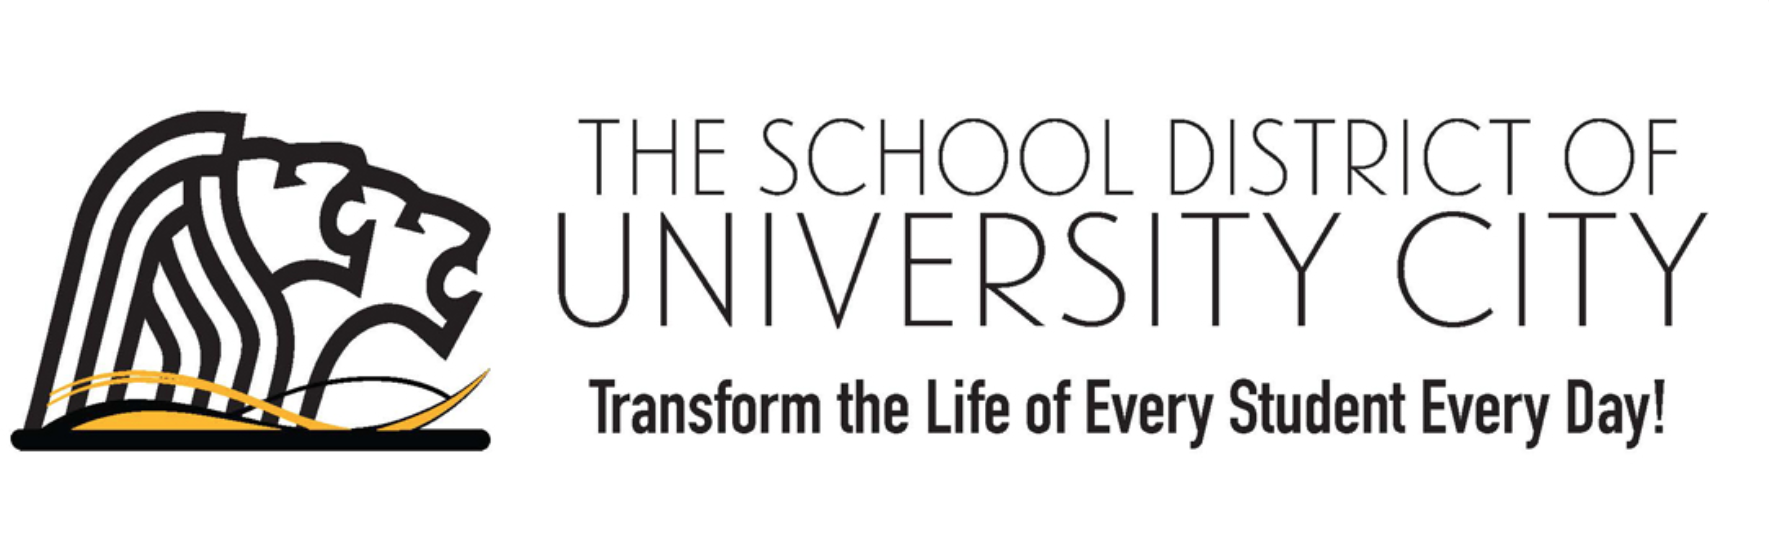 THE SCHOOL DISTRICT OF
UNIVERSITY CITY
Transform the Life of Every Student Every Day!